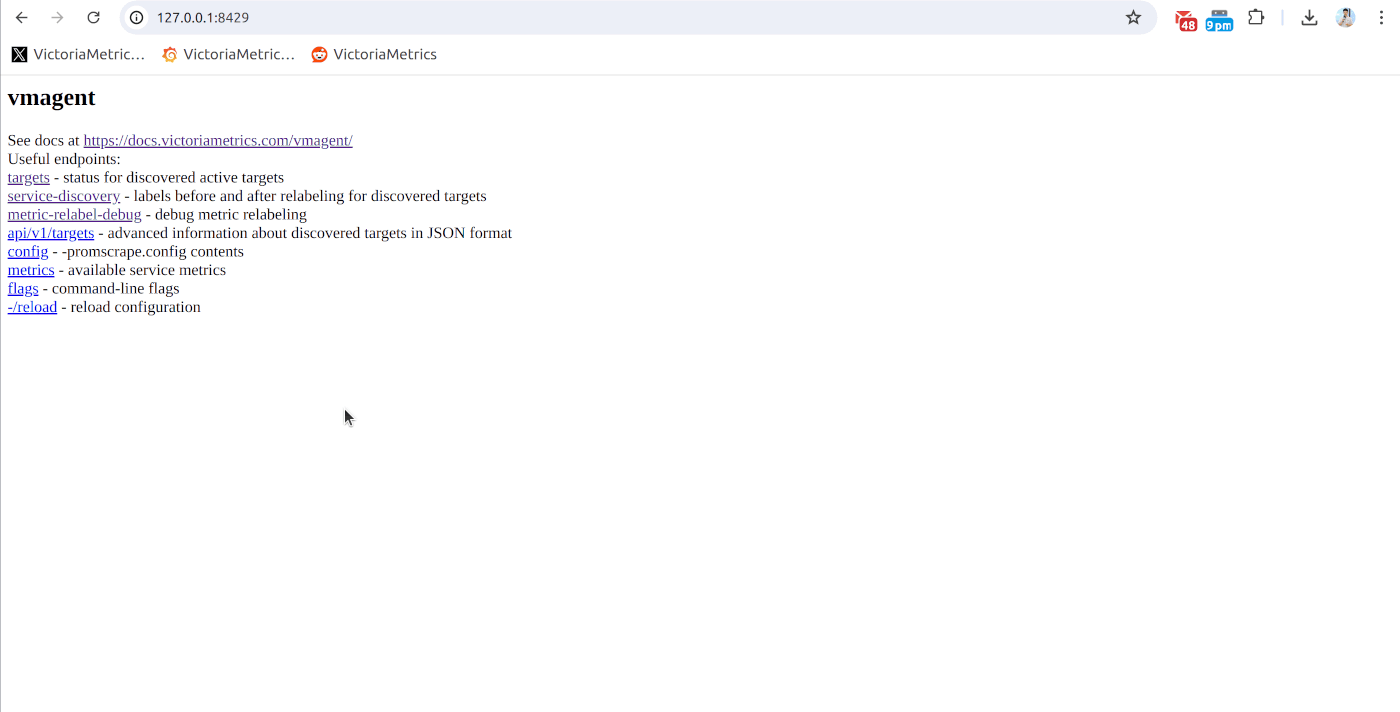 127.0.0.1:8429
48
9 pm
VictoriaMetric... VictoriaMetric... VictoriaMetrics
vmagent
See docs at https://docs.victoriametrics.com/vmagent/
Useful endpoints:
targets - status for discovered active targets
service-discovery - labels before and after relabeling for discovered targets
metric-relabel-debug - debug metric relabeling
api/v1/targets - advanced information about discovered targets in JSON format
config - -promscrape.config contents
metrics - available service metrics
flags - command-line flags
-/reload - reload configuration